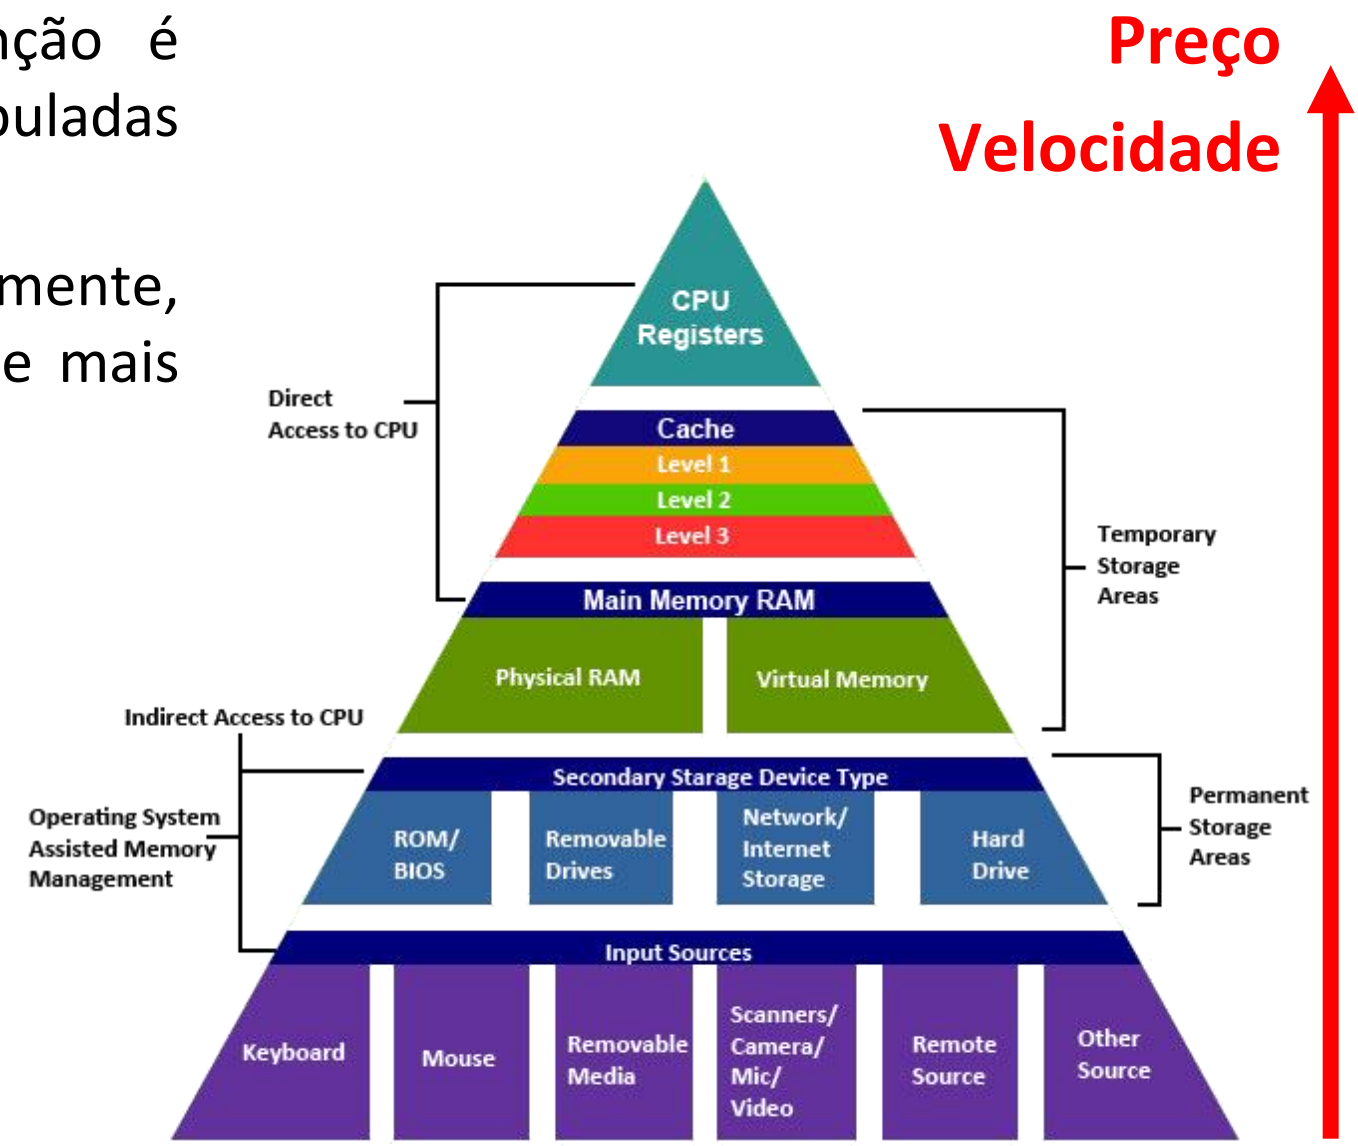 nção é
puladas
mente,
e mais
Preço
Velocidade
CPU
Registers
Direct
Access to CPU
Cache
Level 1
Level 2
Level 3
Temporary
Storage
Areas
Main Memory RAM
Physical RAM
Virtual Memory
Indirect Access to CPU
Secondary Starage Device Type
Operating System
Assisted Memory
Management
ROM/
BIOS
Removable
Drives
Network/
Internet
Storage
Hard
Drive
Permanent
Storage
Areas
Input Sources
Keyboard
Mouse
Removable
Media
Scanners/
Camera/
Mic/
Video
Remote
Source
Other
Source